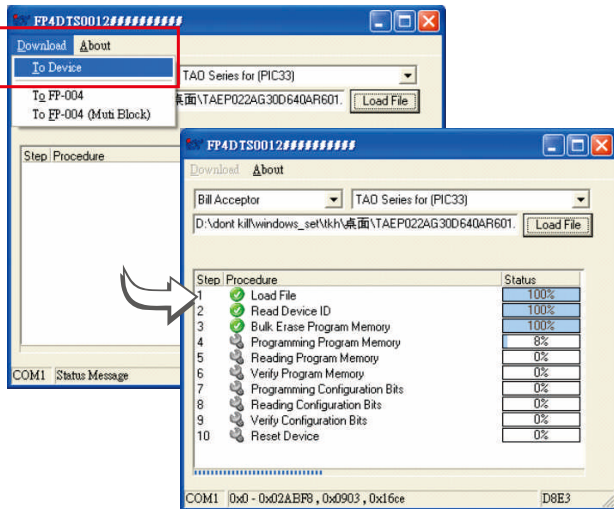 FP4DTS0012##########
Download About
To Device
To FP-004
To FP-004 (Muti Block)
TAO Series for (PIC33)
桌面\TAEP022AG30D640AR601. Load File
Step Procedure
COM1 Status Message
FP4DTS0012##########
Download About
Bill Acceptor TAO Series for (PIC33)
D:\dont kill\windows_set\tkh\桌面\TAEP022AG30D640AR601. Load File
Step Procedure Status
1 Load File 100%
2 Read Device ID 100%
3 Bulk Erase Program Memory 100%
4 Programming Program Memory 8%
5 Reading Program Memory 0%
6 Verify Program Memory 0%
7 Programming Configuration Bits 0%
8 Reading Configuration Bits 0%
9 Verify Configuration Bits 0%
10 Reset Device 0%
COM1 0x0 - 0x02ABF8 , 0x0903 , 0x16ce D8E3